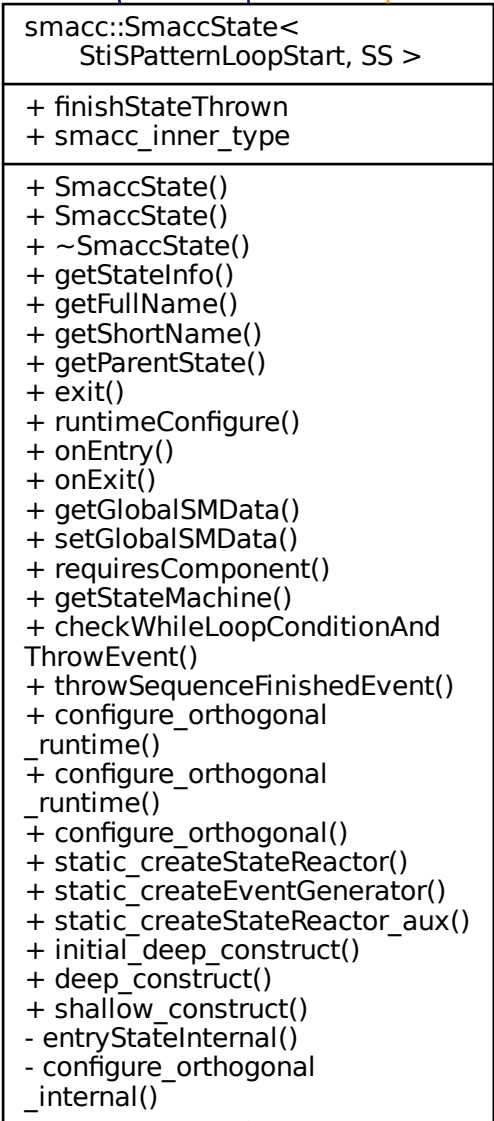 smacc::SmaccState<
StiSPatternLoopStart, SS >
+ finishStateThrown
+ smacc_inner_type
+ SmaccState()
+ SmaccState()
+ ~SmaccState()
+ getStateInfo()
+ getFullName()
+ getShortName()
+ getParentState()
+ exit()
+ runtimeConfigure()
+ onEntry()
+ onExit()
+ getGlobalSMData()
+ setGlobalSMData()
+ requiresComponent()
+ getStateMachine()
+ checkWhileLoopConditionAnd
ThrowEvent()
+ throwSequenceFinishedEvent()
+ configure_orthogonal
_runtime()
+ configure_orthogonal
_runtime()
+ configure_orthogonal()
+ static_createStateReactor()
+ static_createEventGenerator()
+ static_createStateReactor_aux()
+ initial_deep_construct()
+ deep_construct()
+ shallow_construct()
- entryStateInternal()
- configure_orthogonal
_internal()